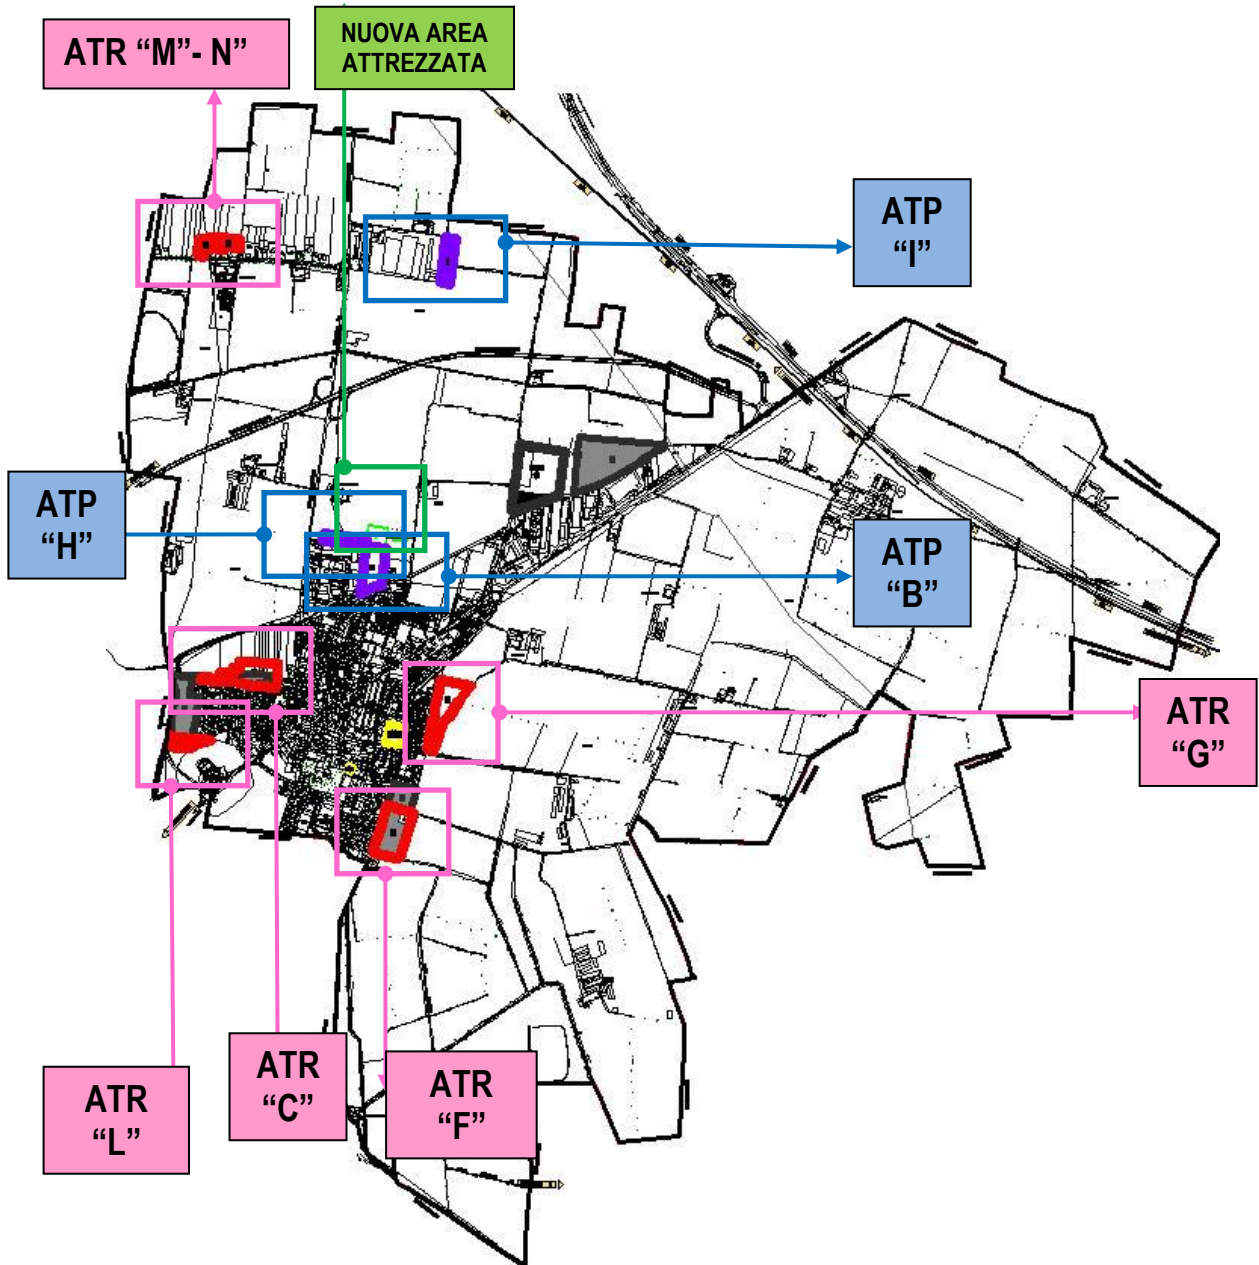 ATR “M”- N”
NUOVA AREA
ATTREZZATA
ATP
“I”
ATP
“H”
ATP
“B”
ATR
“G”
ATR
“C”
ATR
“F”
ATR
“L”